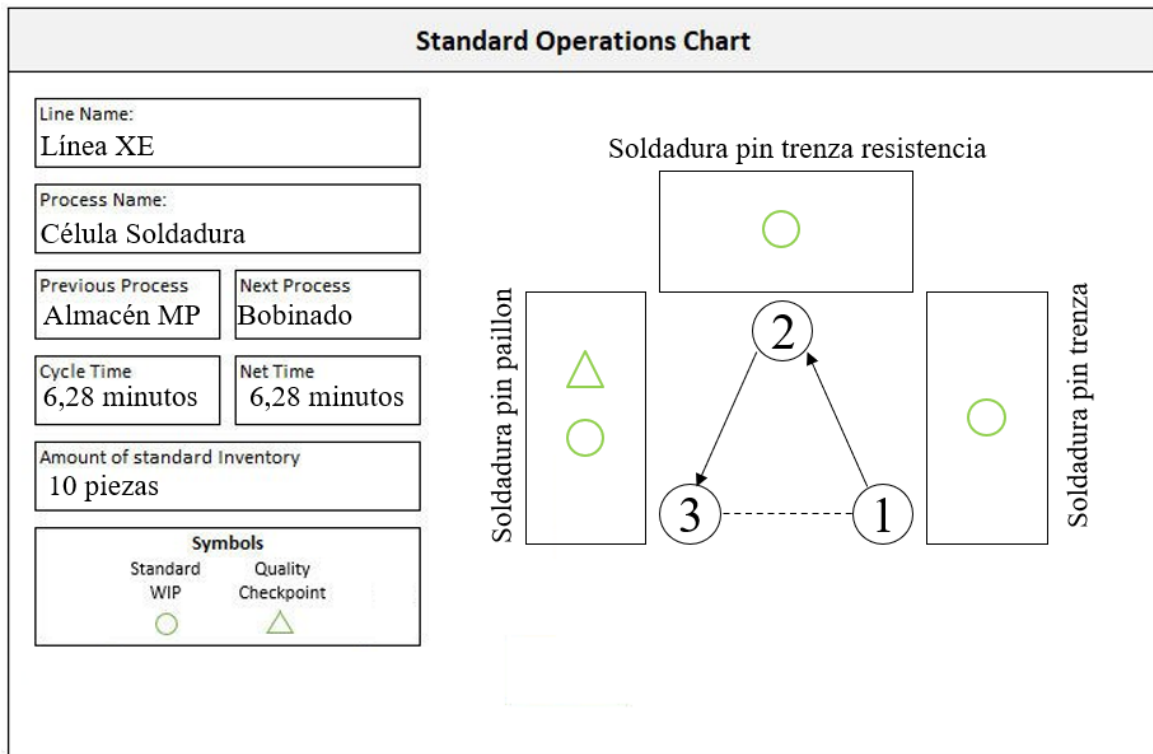 Standard Operations Chart
Line Name:
Línea XE
Process Name:
Célula Soldadura
Previous Process
Almacén MP
Next Process
Bobinado
Cycle Time
6,28 minutos
Net Time
6,28 minutos
Amount of standard Inventory
10 piezas
Symbols
Standard
WIP
Quality
Checkpoint
Soldadura pin trenza resistencia
Soldadura pin paillon
Soldadura pin trenza
2
3
1